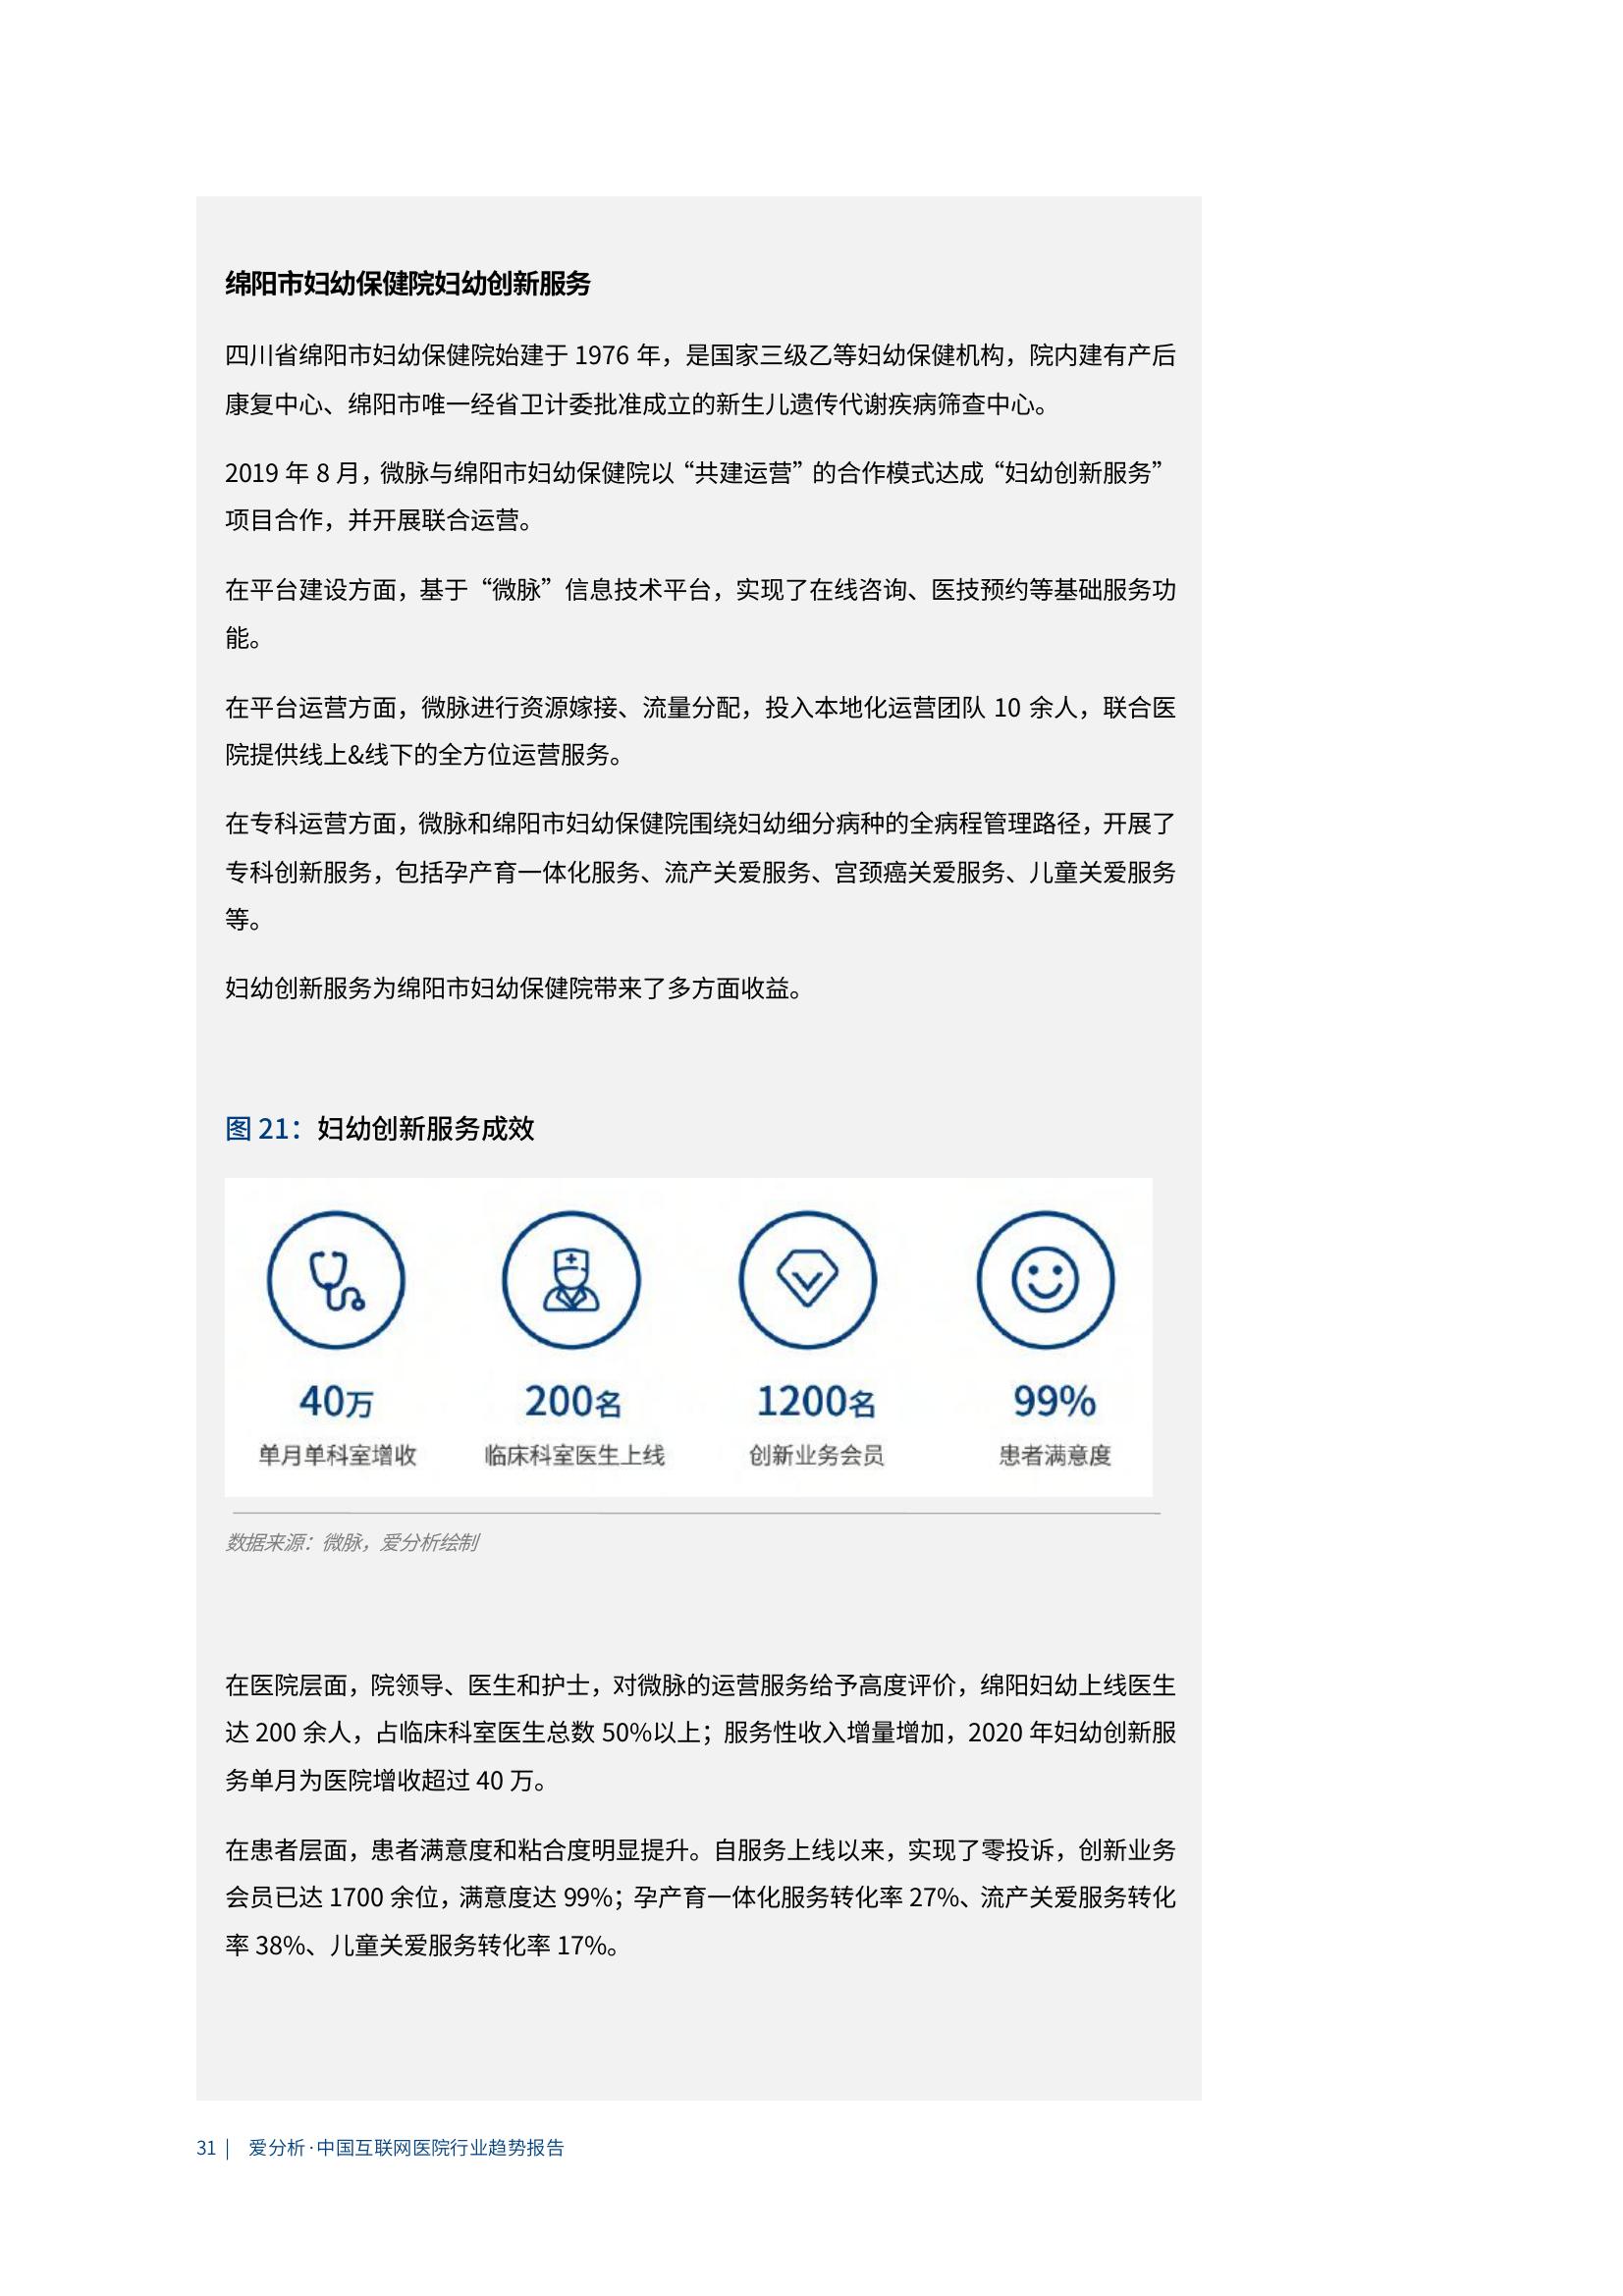 绵阳市妇幼保健院妇幼创新服务
四川省绵阳市妇幼保健院始建于 1976 年，是国家三级乙等妇幼保健机构，院内建有产后
康复中心、绵阳市唯一经省卫计委批准成立的新生儿遗传代谢疾病筛查中心。
2019 年 8 月，微脉与绵阳市妇幼保健院以“共建运营”的合作模式达成“妇幼创新服务”
项目合作，并开展联合运营。
在平台建设方面，基于“微脉”信息技术平台，实现了在线咨询、医技预约等基础服务功
能。
在平台运营方面，微脉进行资源嫁接、流量分配，投入本地化运营团队 10 余人，联合医
院提供线上&线下的全方位运营服务。
在专科运营方面，微脉和绵阳市妇幼保健院围绕妇幼细分病种的全病程管理路径，开展了
专科创新服务，包括孕产育一体化服务、流产关爱服务、宫颈癌关爱服务、儿童关爱服务
等。
妇幼创新服务为绵阳市妇幼保健院带来了多方面收益。
图 21：妇幼创新服务成效
40万 200名 1200名 99%
单月单科室增收 临床科室医生上线 创新业务会员 患者满意度
数据来源：微脉，爱分析绘制
在医院层面，院领导、医生和护士，对微脉的运营服务给予高度评价，绵阳妇幼上线医生
达 200 余人，占临床科室医生总数 50%以上；服务性收入增量增加，2020 年妇幼创新服
务单月为医院增收超过 40 万。
在患者层面，患者满意度和粘合度明显提升。自服务上线以来，实现了零投诉，创新业务
会员已达 1700 余位，满意度达 99%；孕产育一体化服务转化率 27%、流产关爱服务转化
率 38%、儿童关爱服务转化率 17%。
31 | 爱分析·中国互联网医院行业趋势报告